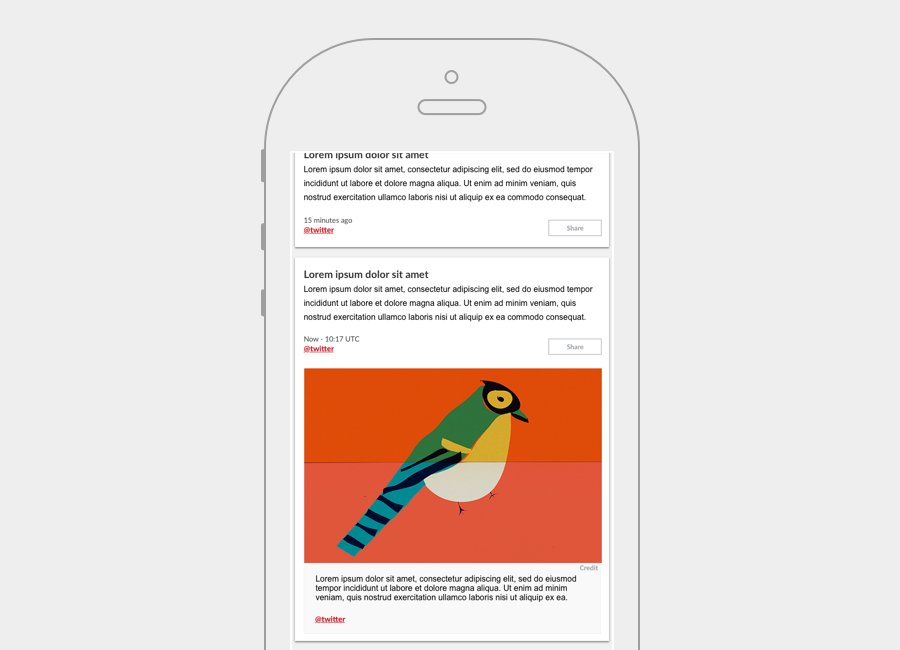 Lorem ipsum dolor sit amet
Lorem ipsum dolor sit amet, consectetur adipiscing elit, sed do eiusmod tempor
incididunt ut labore et dolore magna aliqua. Ut enim ad minim veniam, quis
nostrud exercitation ullamco laboris nisi ut aliquip ex ea commodo consequat.
15 minutes ago
@twitter
Share
Lorem ipsum dolor sit amet
Lorem ipsum dolor sit amet, consectetur adipiscing elit, sed do eiusmod tempor
incididunt ut labore et dolore magna aliqua. Ut enim ad minim veniam, quis
nostrud exercitation ullamco laboris nisi ut aliquip ex ea commodo consequat.
Now - 10:17 UTC
@twitter
Share
Credit
Lorem ipsum dolor sit amet, consectetur adipiscing elit, sed do eiusmod
tempor incididunt ut labore et dolore magna aliqua. Ut enim ad minim
veniam, quis nostrud exercitation ullamco laboris nisi ut aliquip ex ea.
@twitter